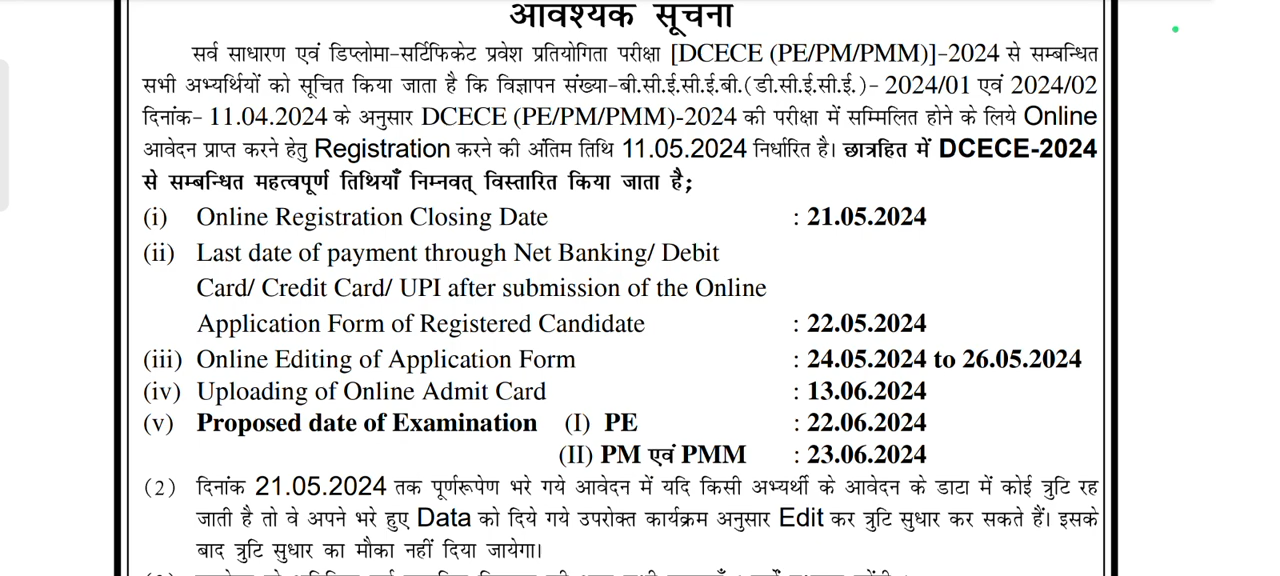 आवश्यक सूचना
सर्व साधारण एवं डिप्लोमा-सर्टिफिकेट प्रवेश प्रतियोगिता परीक्षा [DCECE (PE/PM/PMM)]-2024 से सम्बन्धित
सभी अभ्यर्थियों को सूचित किया जाता है कि विज्ञापन संख्या-बी.सी.ई.सी.ई.बी.(डी.सी.ई.सी.ई.)- 2024/01 एवं 2024/02
दिनांक- 11.04.2024 के अनुसार DCECE (PE/PM/PMM)-2024 की परीक्षा में सम्मिलित होने के लिये Online
आवेदन प्राप्त करने हेतु Registration करने की अंतिम तिथि 11.05.2024 निर्धारित है। छात्रहित में DCECE-2024
से सम्बन्धित महत्वपूर्ण तिथियाँ निम्नवत् विस्तारित किया जाता है;
(i) Online Registration Closing Date : 21.05.2024
(ii) Last date of payment through Net Banking/ Debit
Card/ Credit Card/ UPI after submission of the Online
Application Form of Registered Candidate : 22.05.2024
(iii) Online Editing of Application Form : 24.05.2024 to 26.05.2024
(iv) Uploading of Online Admit Card : 13.06.2024
(v) Proposed date of Examination (I) PE : 22.06.2024
(II) PM एवं PMM : 23.06.2024
(2) दिनांक 21.05.2024 तक पूर्णरूपेण भरे गये आवेदन में यदि किसी अभ्यर्थी के आवेदन के डाटा में कोई त्रुटि रह
जाती है तो वे अपने भरे हुए Data को दिये गये उपरोक्त कार्यक्रम अनुसार Edit कर त्रुटि सुधार कर सकते हैं। इसके
बाद त्रुटि सुधार का मौका नहीं दिया जायेगा।